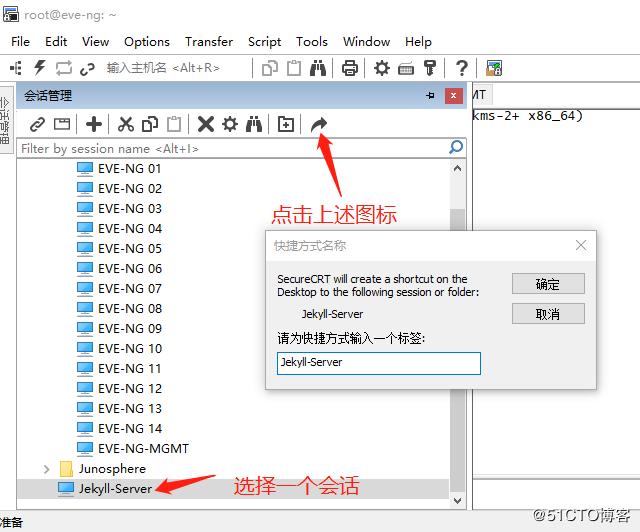 root@eve-ng: ~
File Edit View Options Transfer Script Tools Window Help
输入主机名 <Alt+R>
会话管理
会话管理
MT
kms-2+ x86_64)
Filter by session name <Alt+I>
EVE-NG 01
EVE-NG 02
EVE-NG 03
EVE-NG 04
EVE-NG 05
EVE-NG 06
EVE-NG 07
EVE-NG 08
EVE-NG 09
EVE-NG 10
EVE-NG 11
EVE-NG 12
EVE-NG 13
EVE-NG 14
EVE-NG-MGMT
Junosphere
Jekyll-Server
点击上述图标
快捷方式名称
SecureCRT will create a shortcut on the
Desktop to the following session or folder:
Jekyll-Server
请为快捷方式输入一个标签:
Jekyll-Server
确定
取消
选择一个会话
准备
@51CTO博客